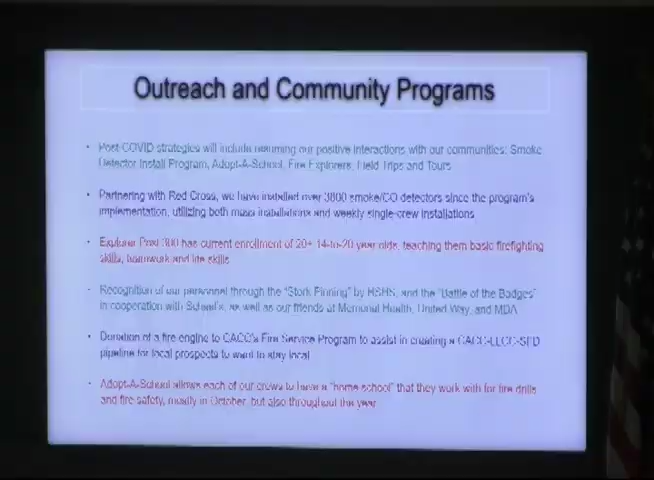 Outreach and Community Programs
Post-COVID strategies will include resuming our positive interactions with our communities: Smoke
Detector Install Program, Adopt-A-School, Fire Explorers, Field Trips and Tours
Partnering with Red Cross, we have installed over 3800 smoke/CO detectors since the program's
implementation, utilizing both mass installations and weekly single-crew installations
Explorer Post 300 has current enrollment of 20+ 14-to-20 year olds, teaching them basic firefighting
skills, teamwork and life skills
Recognition of our personnel through the "Stork Pinning" by HSHS, and the "Battle of the Badges"
in cooperation with as well as our friends at Memorial Health, United Way, and MDA
Donation of a fire engine to CACC's Fire Service Program to assist in creating a CACC-LLCC-SFD
pipeline for local prospects to want to stay local
Adopt-A-School allows each of our crews to have a "home school" that they work with for fire drills
and fire safety, mostly in October, but also throughout the year